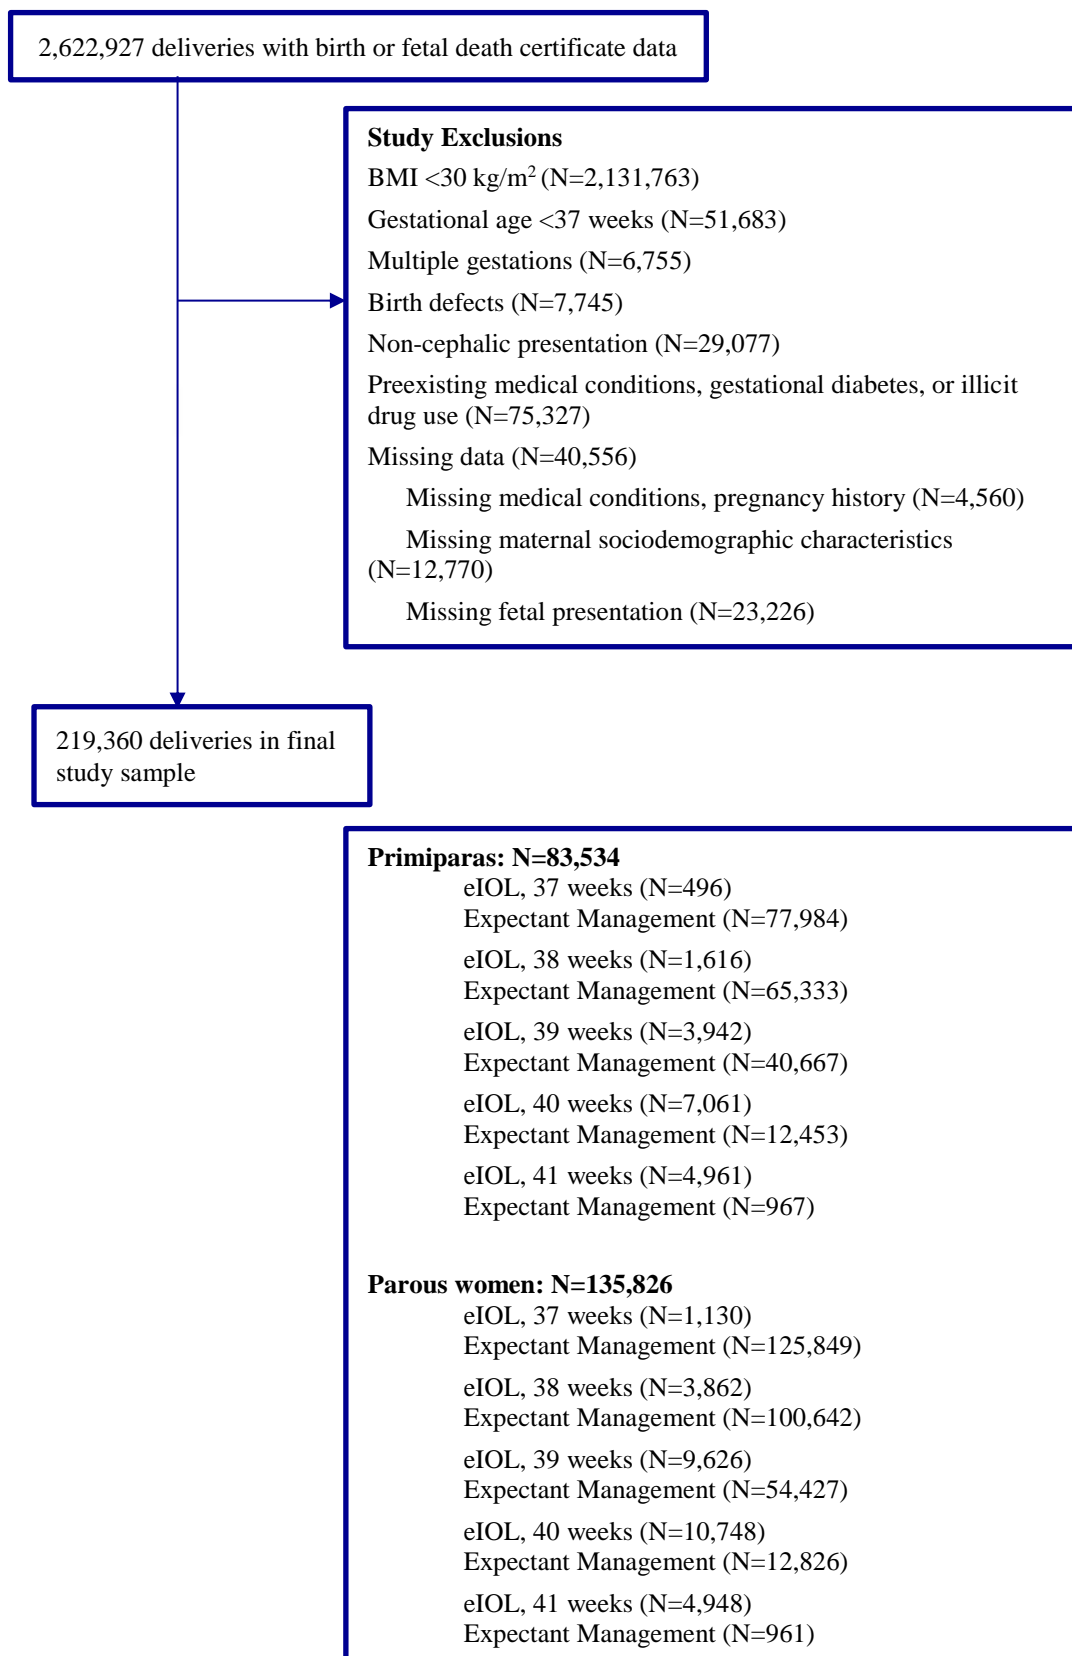 2,622,927 deliveries with birth or fetal death certificate data
Study Exclusions
BMI <30 kg/m² (N=2,131,763)
Gestational age <37 weeks (N=51,683)
Multiple gestations (N=6,755)
Birth defects (N=7,745)
Non-cephalic presentation (N=29,077)
Preexisting medical conditions, gestational diabetes, or illicit
drug use (N=75,327)
Missing data (N=40,556)
Missing medical conditions, pregnancy history (N=4,560)
Missing maternal sociodemographic characteristics
(N=12,770)
Missing fetal presentation (N=23,226)
219,360 deliveries in final
study sample
Primiparas: N=83,534
eIOL, 37 weeks (N=496)
Expectant Management (N=77,984)
eIOL, 38 weeks (N=1,616)
Expectant Management (N=65,333)
eIOL, 39 weeks (N=3,942)
Expectant Management (N=40,667)
eIOL, 40 weeks (N=7,061)
Expectant Management (N=12,453)
eIOL, 41 weeks (N=4,961)
Expectant Management (N=967)
Parous women: N=135,826
eIOL, 37 weeks (N=1,130)
Expectant Management (N=125,849)
eIOL, 38 weeks (N=3,862)
Expectant Management (N=100,642)
eIOL, 39 weeks (N=9,626)
Expectant Management (N=54,427)
eIOL, 40 weeks (N=10,748)
Expectant Management (N=12,826)
eIOL, 41 weeks (N=4,948)
Expectant Management (N=961)